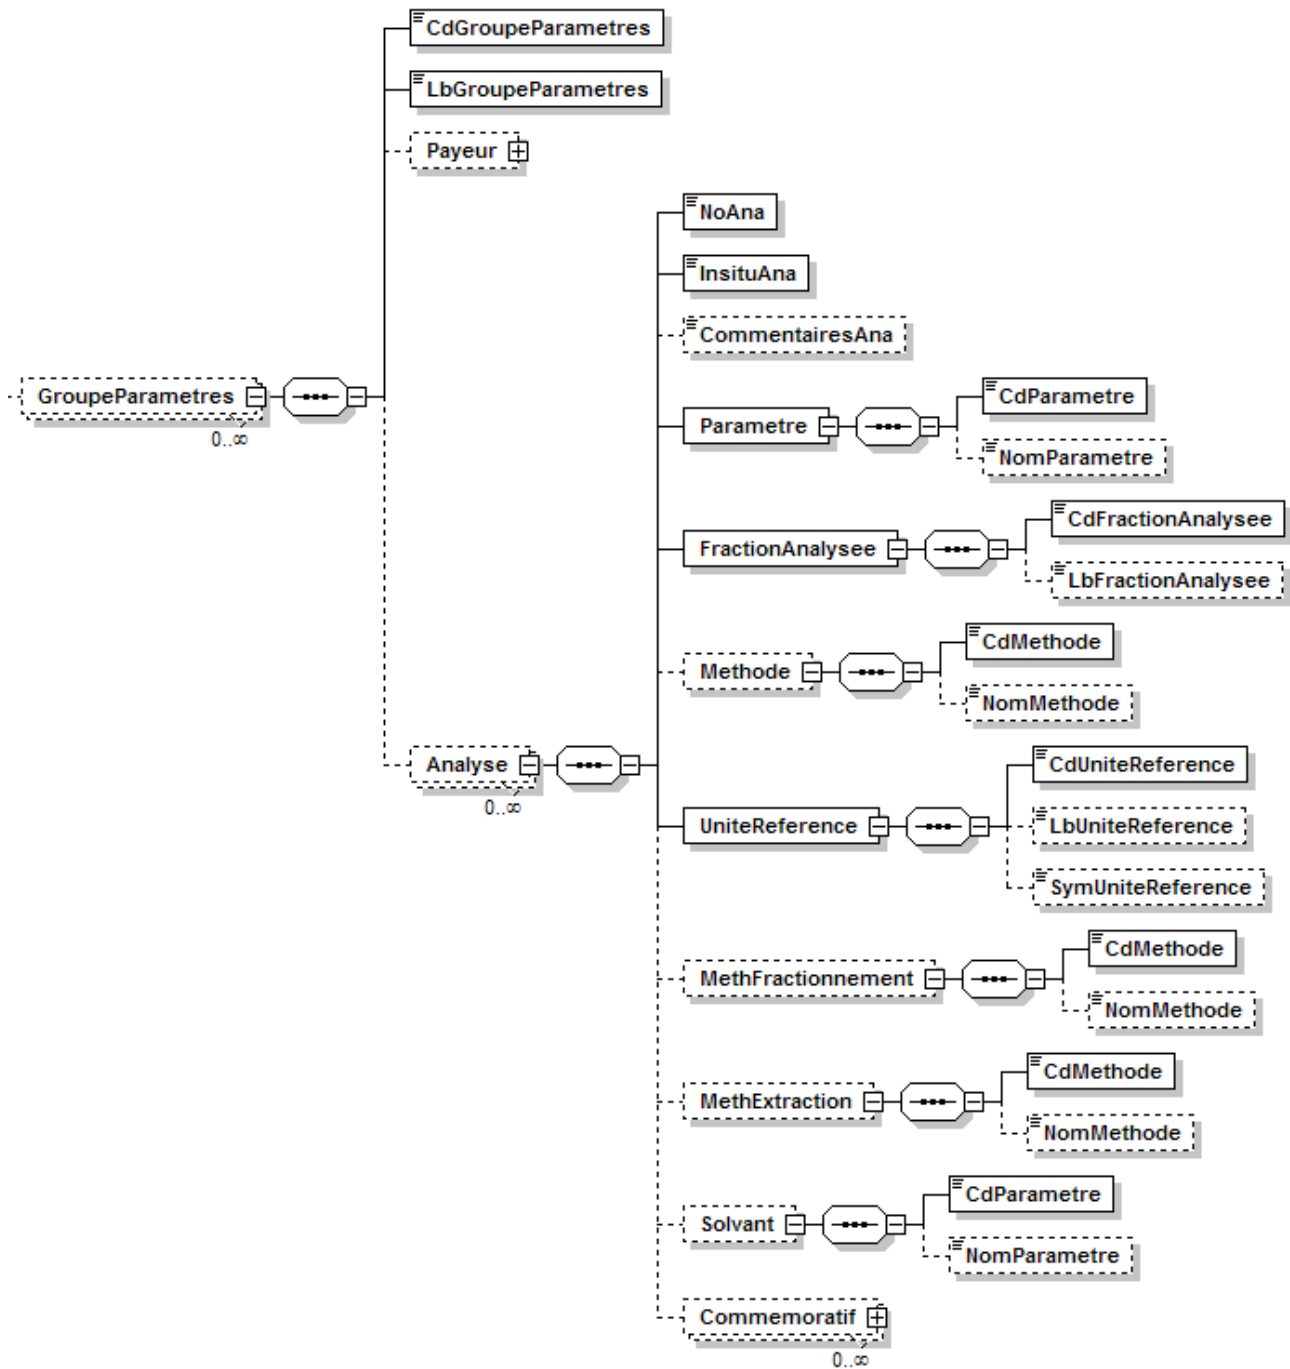 CdGroupeParametres
LbGroupeParametres
Payeur
NoAna
InsituAna
CommentairesAna
GroupeParametres
0..∞
Parametre
CdParametre
NomParametre
FractionAnalysee
CdFractionAnalysee
LbFractionAnalysee
Methode
CdMethode
NomMethode
Analyse
0..∞
UniteReference
CdUniteReference
LbUniteReference
SymUniteReference
MethFractionnement
CdMethode
NomMethode
MethExtraction
CdMethode
NomMethode
Solvant
CdParametre
NomParametre
Commemoratif
0..∞